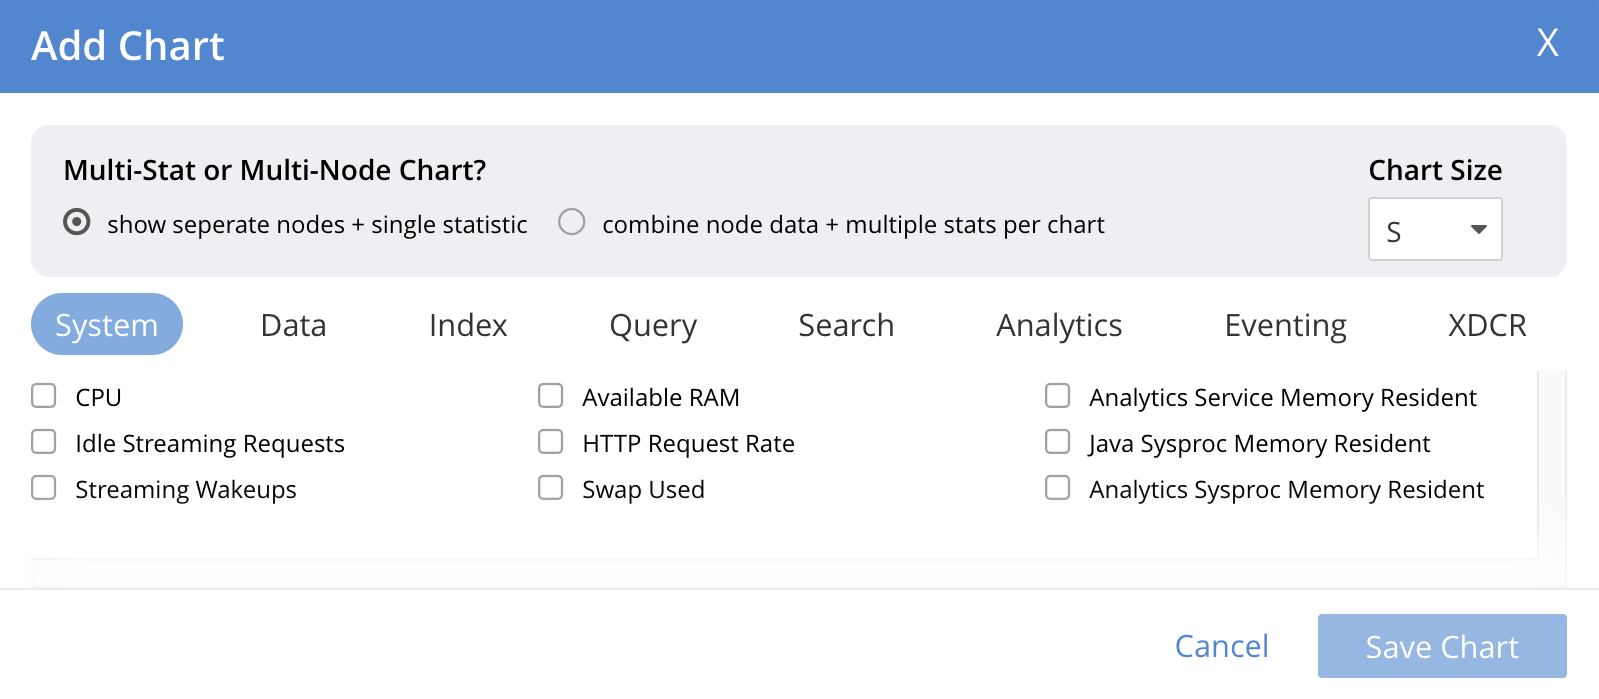 Add Chart X
Multi-Stat or Multi-Node Chart? Chart Size
show seperate nodes + single statistic combine node data + multiple stats per chart S
System Data Index Query Search Analytics Eventing XDCR
CPU Available RAM Analytics Service Memory Resident
Idle Streaming Requests HTTP Request Rate Java Sysproc Memory Resident
Streaming Wakeups Swap Used Analytics Sysproc Memory Resident
Cancel Save Chart